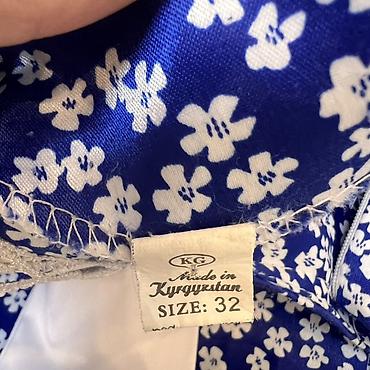 KG
Made in
Kyrgyzstan
SIZE: 32